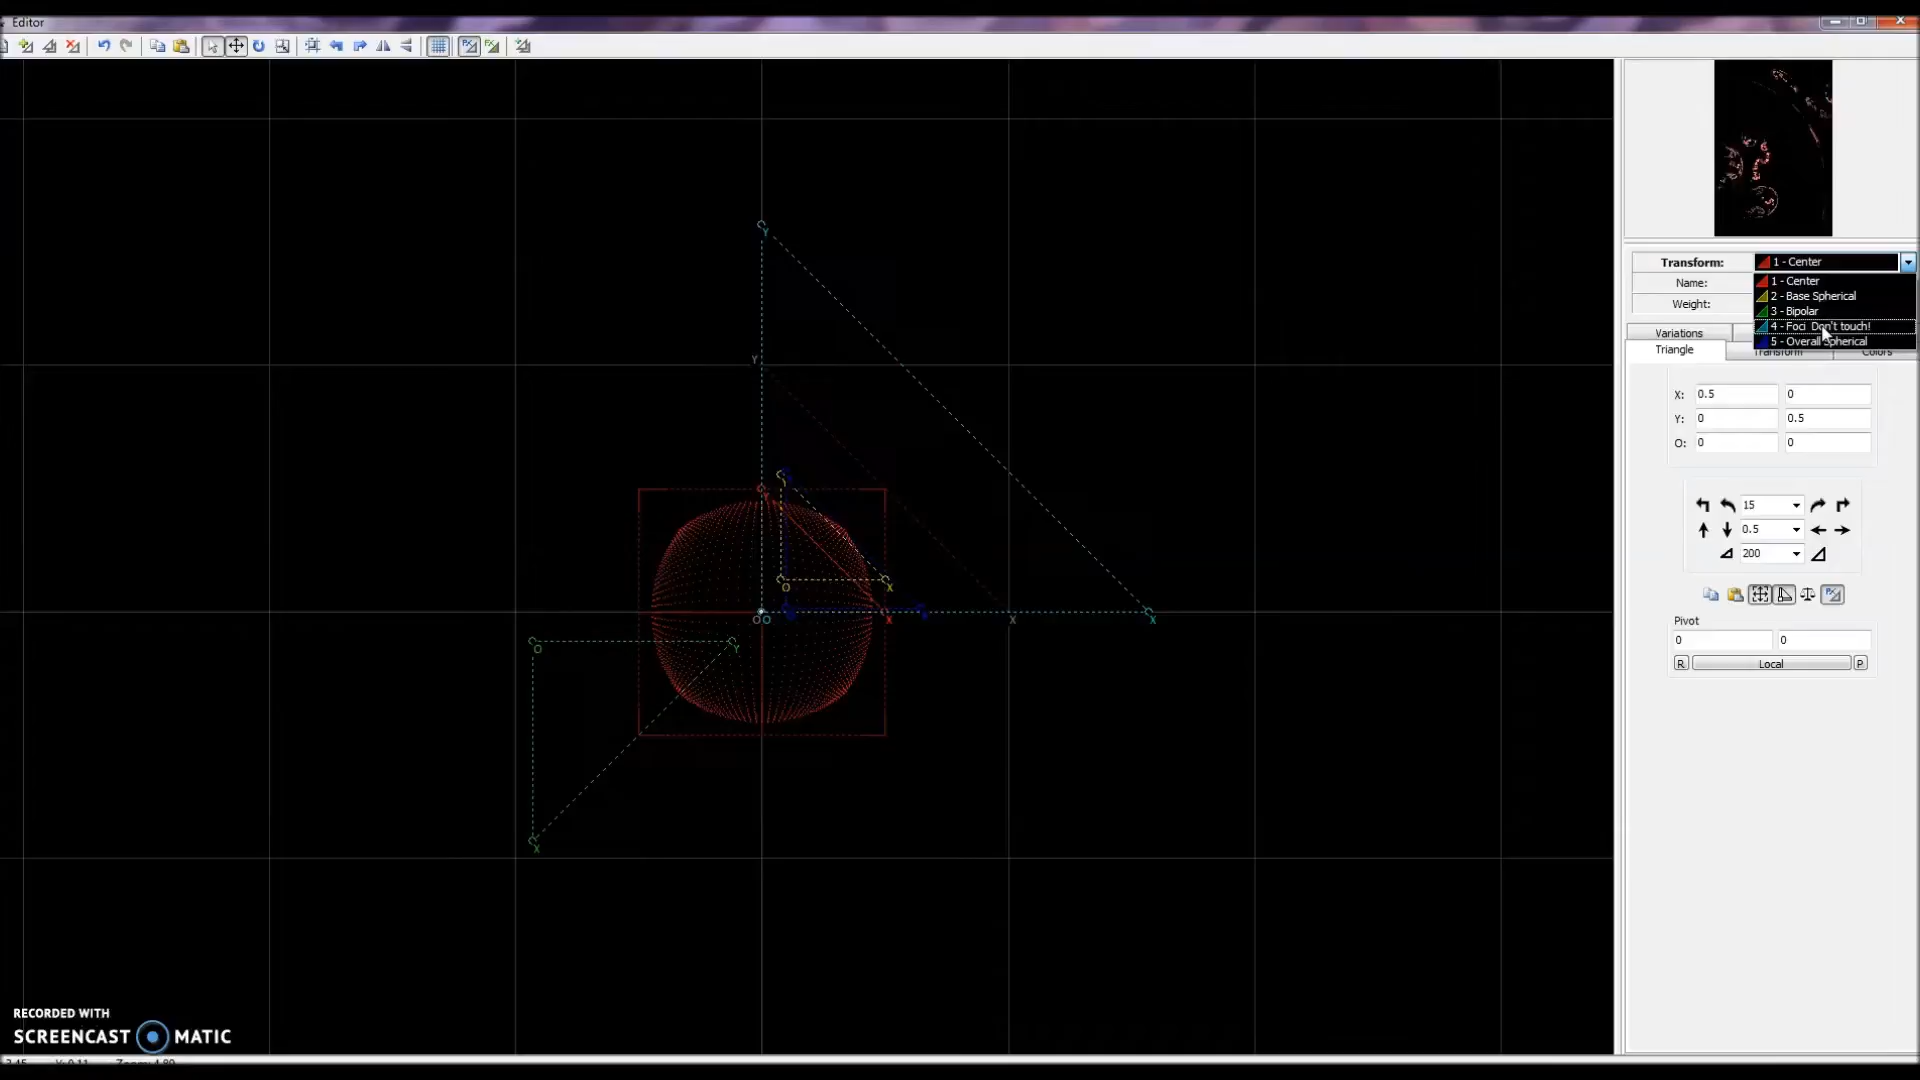 Editor
Transform: 1 - Center
Name:
1 - Center
2 - Base Spherical
Weight:
3 - Bipolar
4 - Foci Don't touch!
5 - Overall Spherical
Variations
Triangle Transform Colors
X: 0.5 0
Y: 0 0.5
O: 0 0
15
0.5
200
Pivot
0 0
R Local P
Y
Y
Y
Y
O X
O O X X X
O Y
X
RECORDED WITH
SCREENCAST MATIC